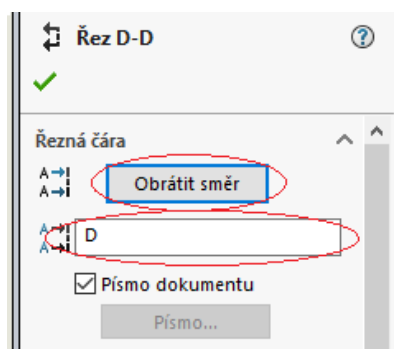 Řez D-D
Řezná čára
A
A
Obrátit směr
A
A
D
Písmo dokumentu
Písmo...